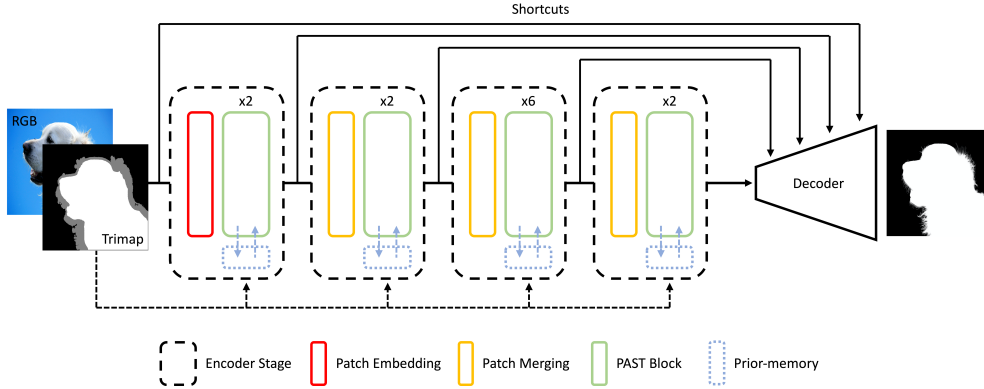 Shortcuts
RGB
Trimap
x2
x2
x6
x2
Decoder
Encoder Stage
Patch Embedding
Patch Merging
PAST Block
Prior-memory